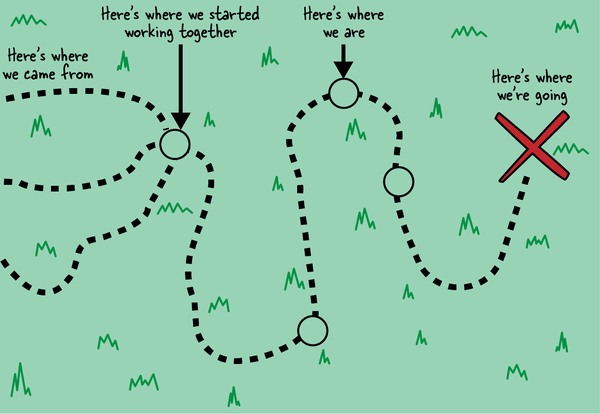 Here's where we started
working together
Here's where
we are
Here's where
we came from
Here's where
we're going